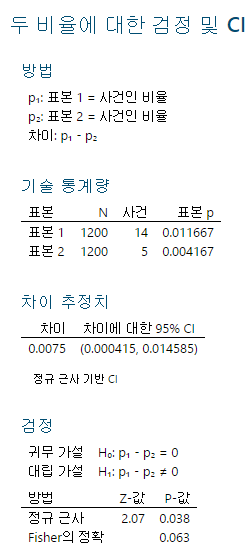 두 비율에 대한 검정 및 CI
방법
p₁: 표본 1 = 사건인 비율
p₂: 표본 2 = 사건인 비율
차이: p₁ - p₂
기술 통계량
표본 N 사건 표본 p
표본 1 1200 14 0.011667
표본 2 1200 5 0.004167
차이 추정치
차이 차이에 대한 95% CI
0.0075 (0.000415, 0.014585)
정규 근사 기반 CI
검정
귀무 가설 H₀: p₁ - p₂ = 0
대립 가설 H₁: p₁ - p₂ ≠ 0
방법 Z-값 P-값
정규 근사 2.07 0.038
Fisher의 정확 0.063